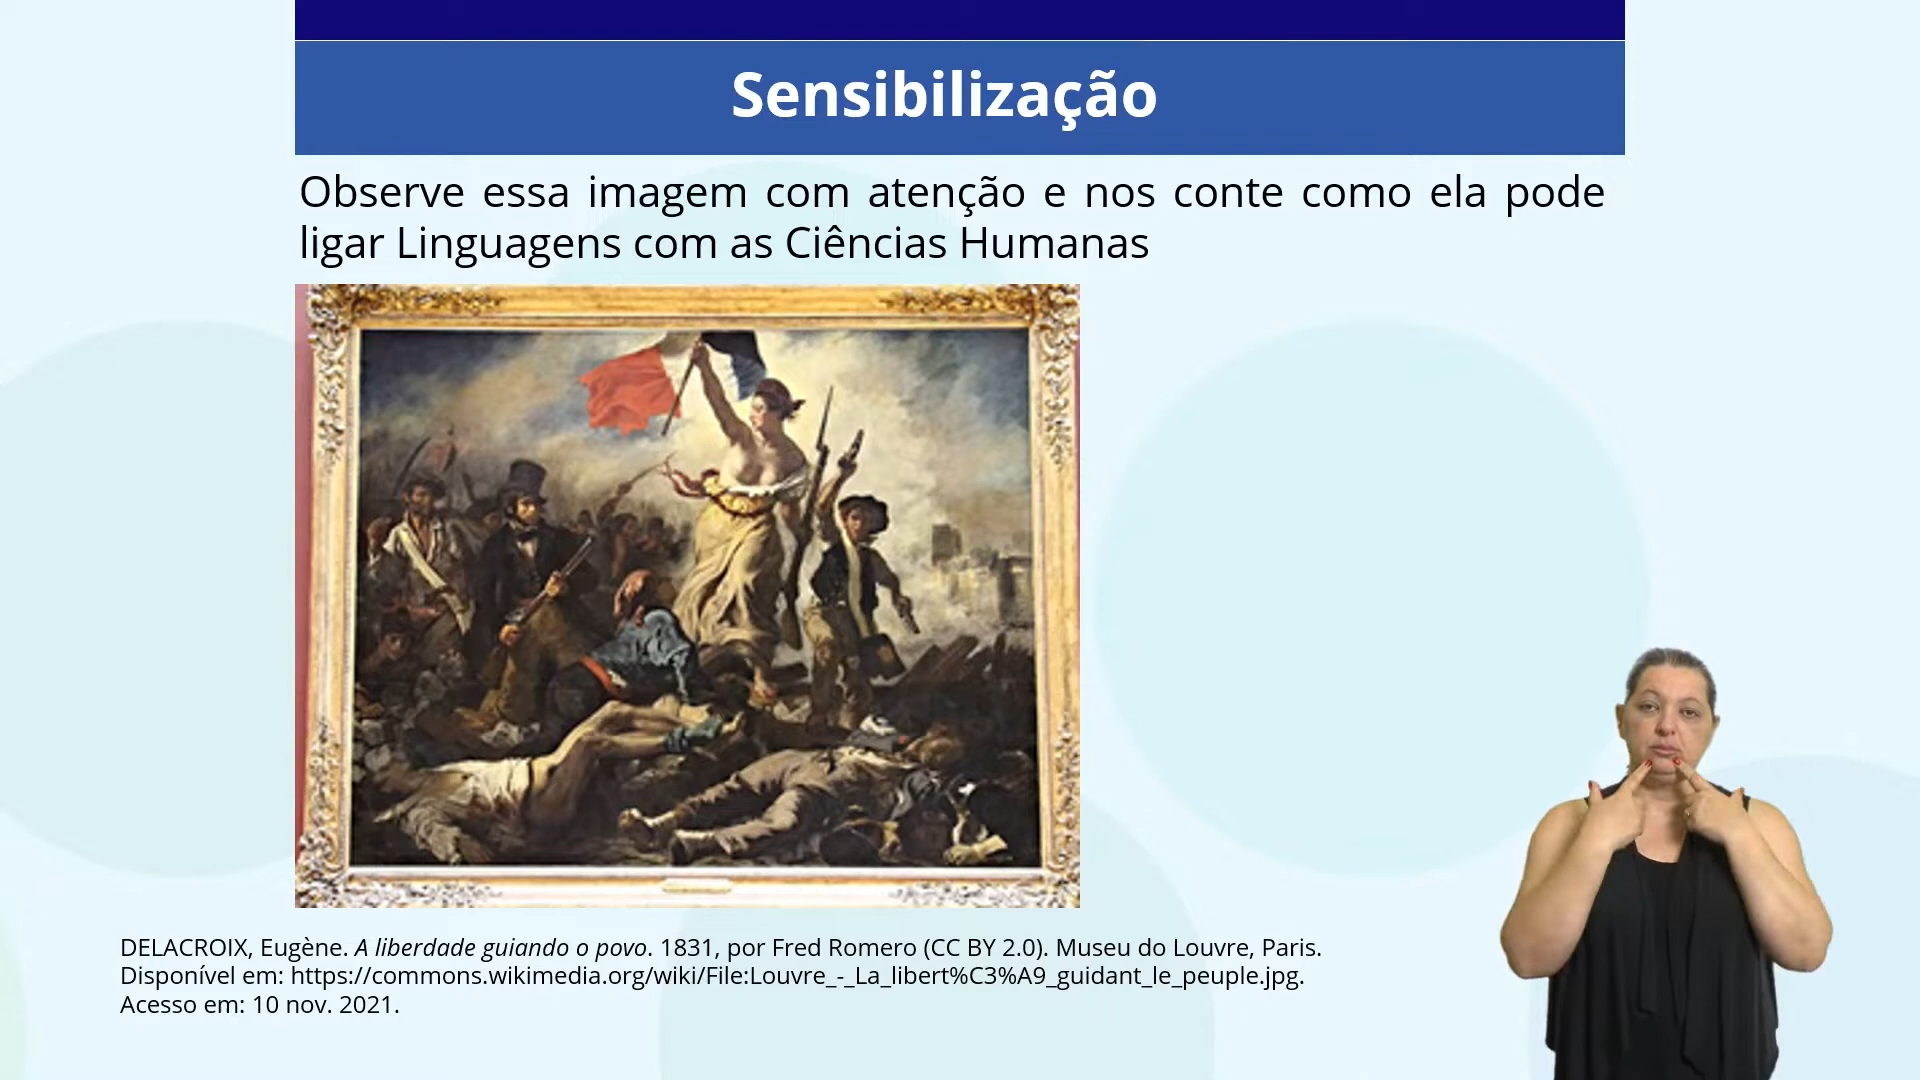 Sensibilização
Observe essa imagem com atenção e nos conte como ela pode
ligar Linguagens com as Ciências Humanas
DELACROIX, Eugène. A liberdade guiando o povo. 1831, por Fred Romero (CC BY 2.0). Museu do Louvre, Paris.
Disponível em: https://commons.wikimedia.org/wiki/File:Louvre_-_La_libert%C3%A9_guidant_le_peuple.jpg.
Acesso em: 10 nov. 2021.